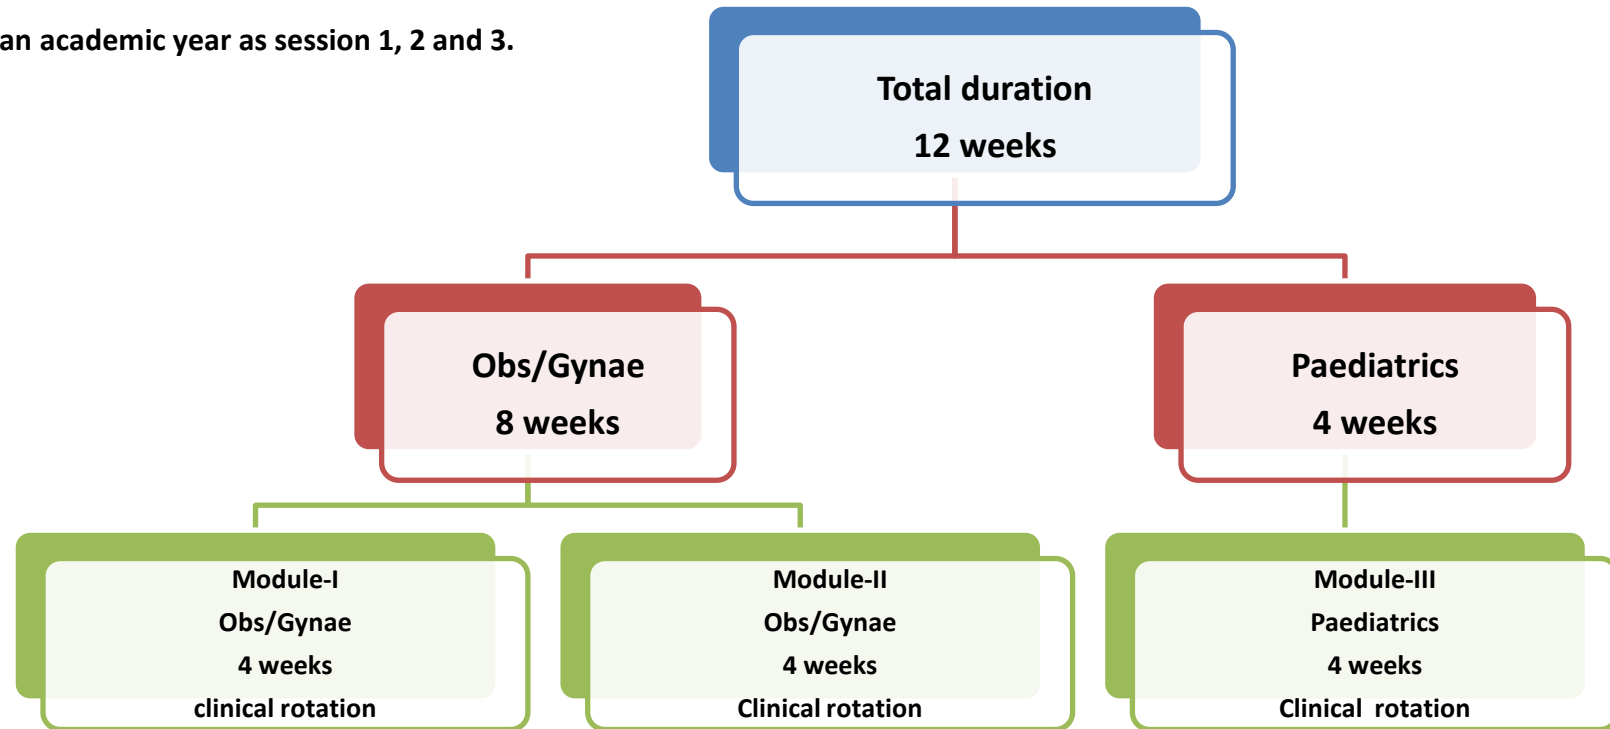 an academic year as session 1, 2 and 3.
Total duration
12 weeks
Obs/Gynae
8 weeks
Paediatrics
4 weeks
Module-I
Obs/Gynae
4 weeks
clinical rotation
Module-II
Obs/Gynae
4 weeks
Clinical rotation
Module-III
Paediatrics
4 weeks
Clinical  rotation